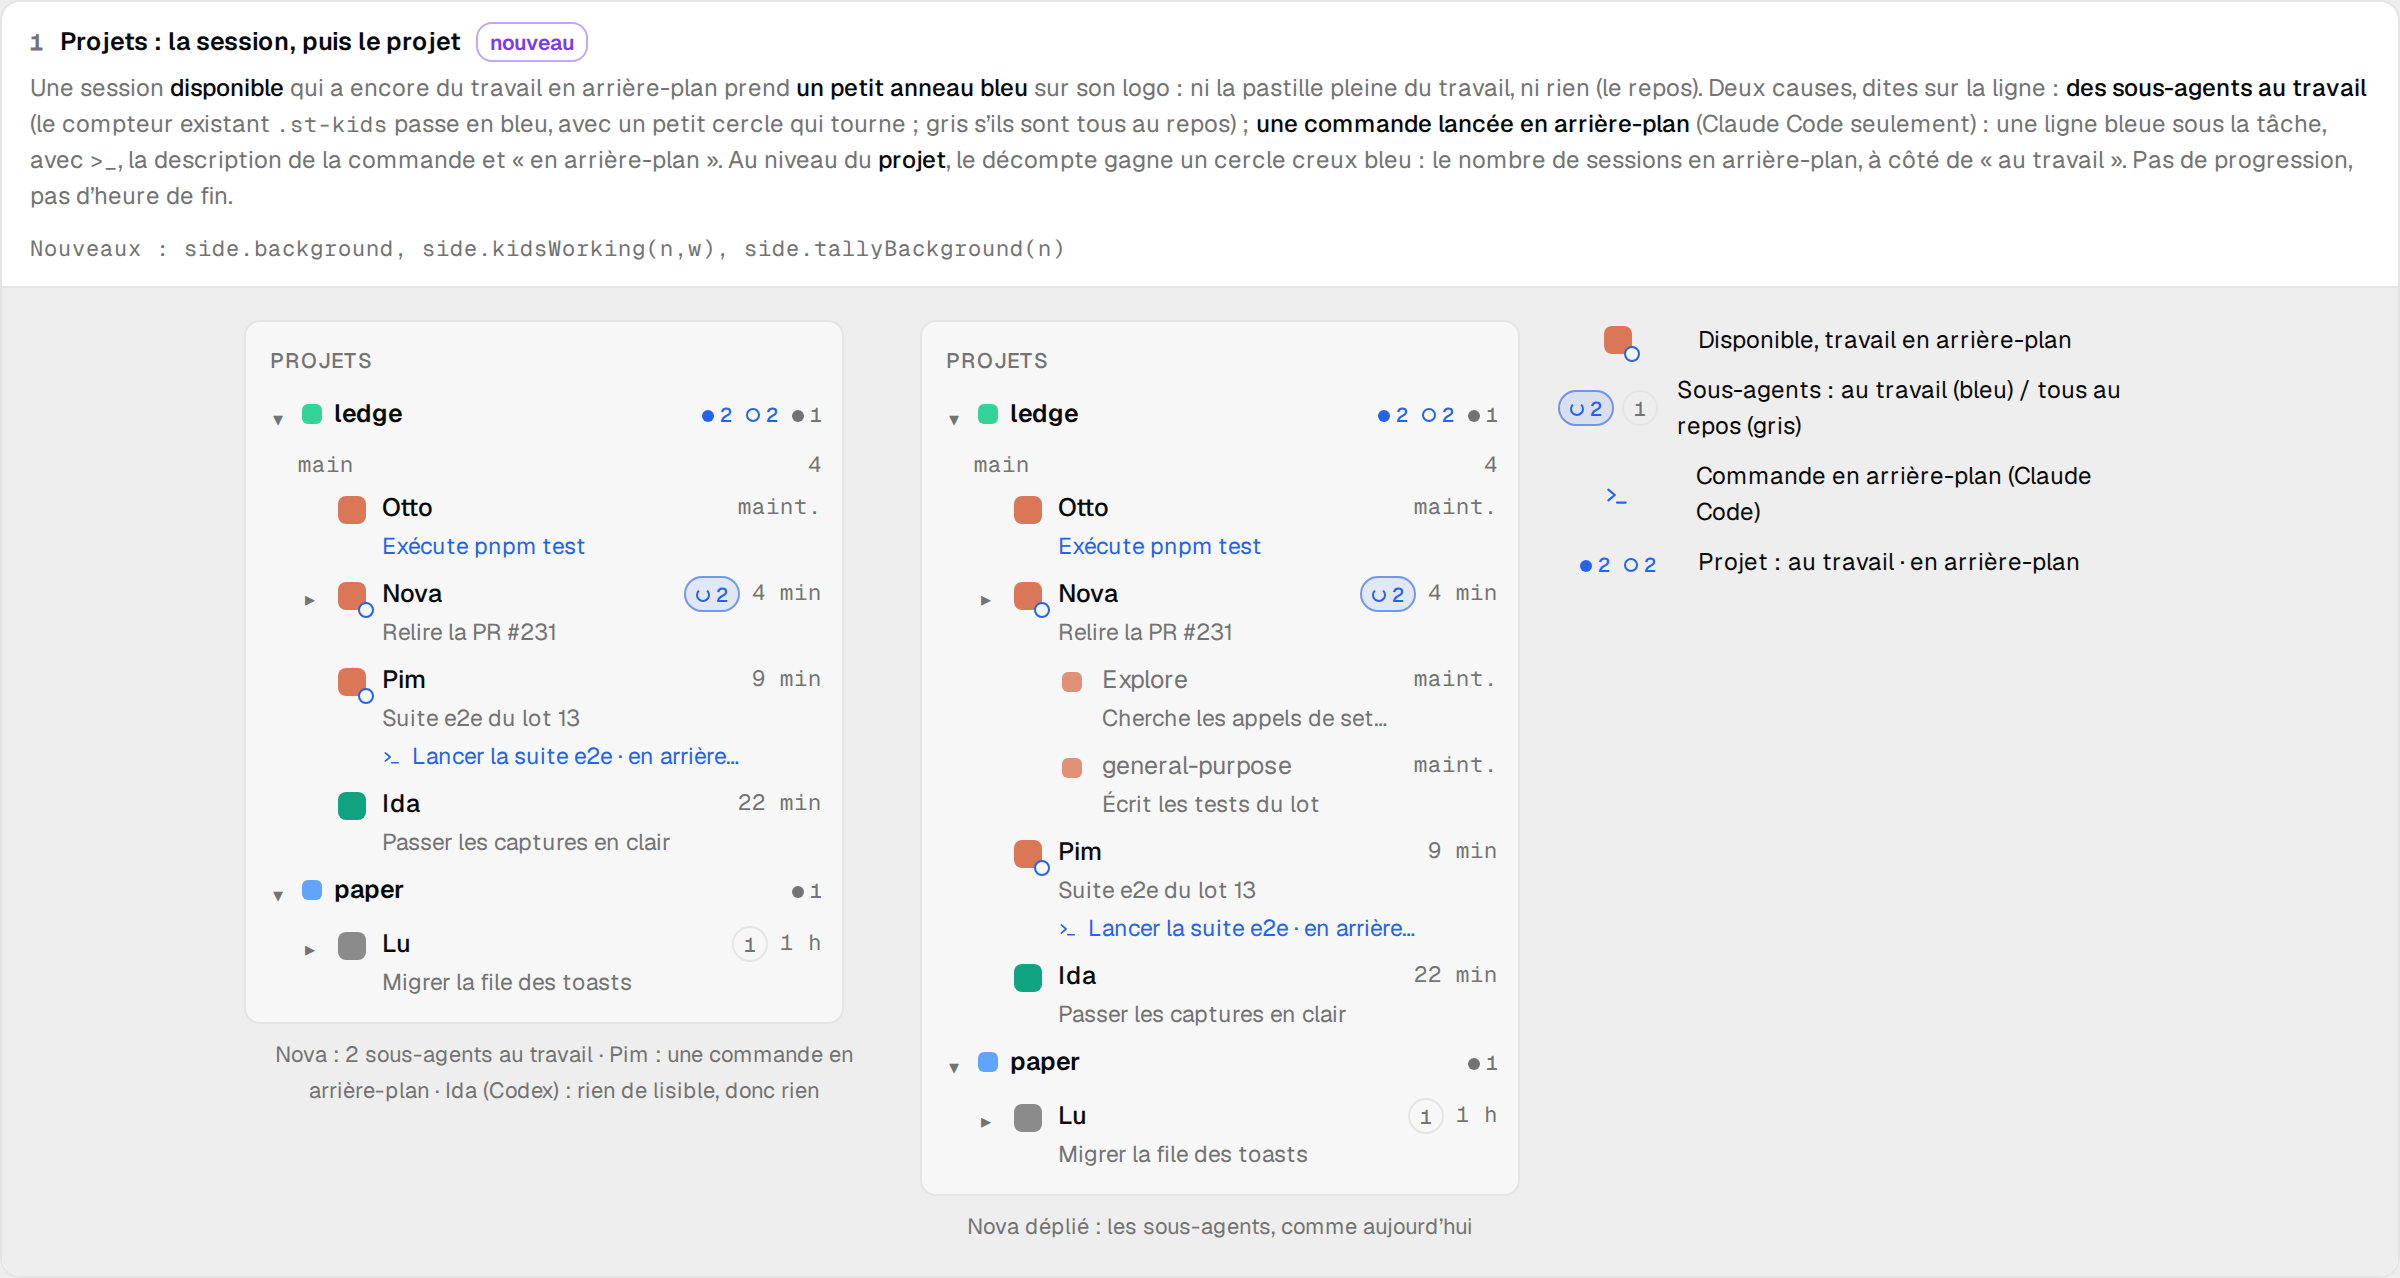 1 Projets : la session, puis le projet nouveau
Une session disponible qui a encore du travail en arrière-plan prend un petit anneau bleu sur son logo : ni la pastille pleine du travail, ni rien (le repos). Deux causes, dites sur la ligne : des sous-agents au travail
(le compteur existant .st-kids passe en bleu, avec un petit cercle qui tourne ; gris s’ils sont tous au repos) ; une commande lancée en arrière-plan (Claude Code seulement) : une ligne bleue sous la tâche,
avec >_, la description de la commande et « en arrière-plan ». Au niveau du projet, le décompte gagne un cercle creux bleu : le nombre de sessions en arrière-plan, à côté de « au travail ». Pas de progression,
pas d’heure de fin.
Nouveaux : side.background, side.kidsWorking(n,w), side.tallyBackground(n)
PROJETS
ledge 2 2 1
main 4
Otto maint.
Exécute pnpm test
Nova 2 4 min
Relire la PR #231
Pim 9 min
Suite e2e du lot 13
>_ Lancer la suite e2e · en arrière…
Ida 22 min
Passer les captures en clair
paper 1
Lu 1 1 h
Migrer la file des toasts
Nova : 2 sous-agents au travail · Pim : une commande en
arrière-plan · Ida (Codex) : rien de lisible, donc rien
PROJETS
ledge 2 2 1
main 4
Otto maint.
Exécute pnpm test
Nova 2 4 min
Relire la PR #231
Explore maint.
Cherche les appels de set…
general-purpose maint.
Écrit les tests du lot
Pim 9 min
Suite e2e du lot 13
>_ Lancer la suite e2e · en arrière…
Ida 22 min
Passer les captures en clair
paper 1
Lu 1 1 h
Migrer la file des toasts
Nova déplié : les sous-agents, comme aujourd’hui
Disponible, travail en arrière-plan
2 1 Sous-agents : au travail (bleu) / tous au
repos (gris)
>_ Commande en arrière-plan (Claude
Code)
2 2 Projet : au travail · en arrière-plan